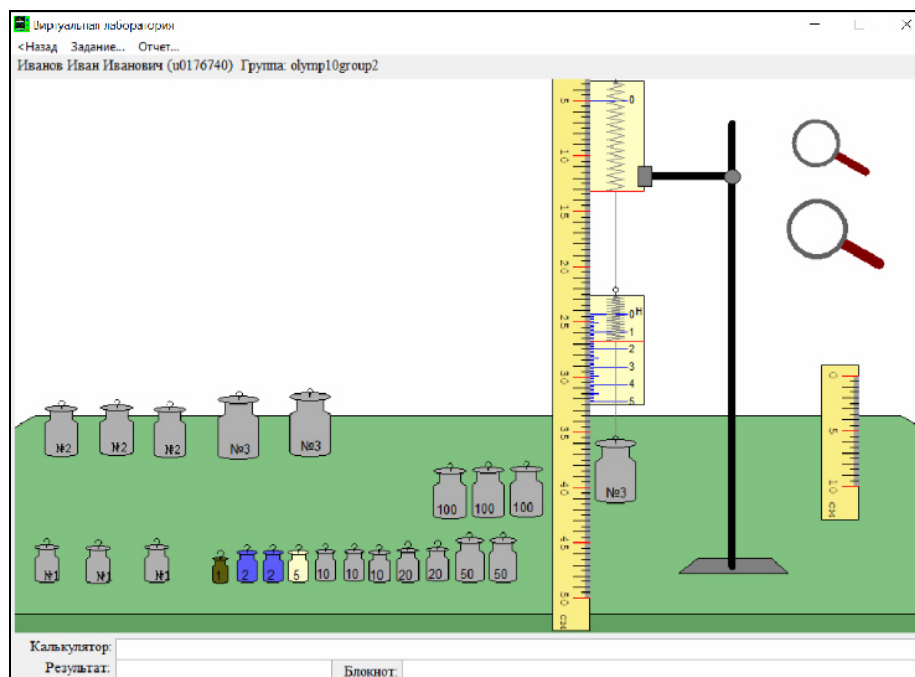 Виртуальная лаборатория
<Назад Задание... Отчет...
Иванов Иван Иванович (u0176740) Группа: olymp10group2
5
10
15
20
25
30
35
40
45
50 см
0
0 Н
1
2
3
4
5
0
5
10 см
№2 №2 №2 №3 №3
№3
100 100 100
№1 №1 №1 1 2 2 5 10 10 10 20 20 50 50
Калькулятор:
Результат: Блокнот: